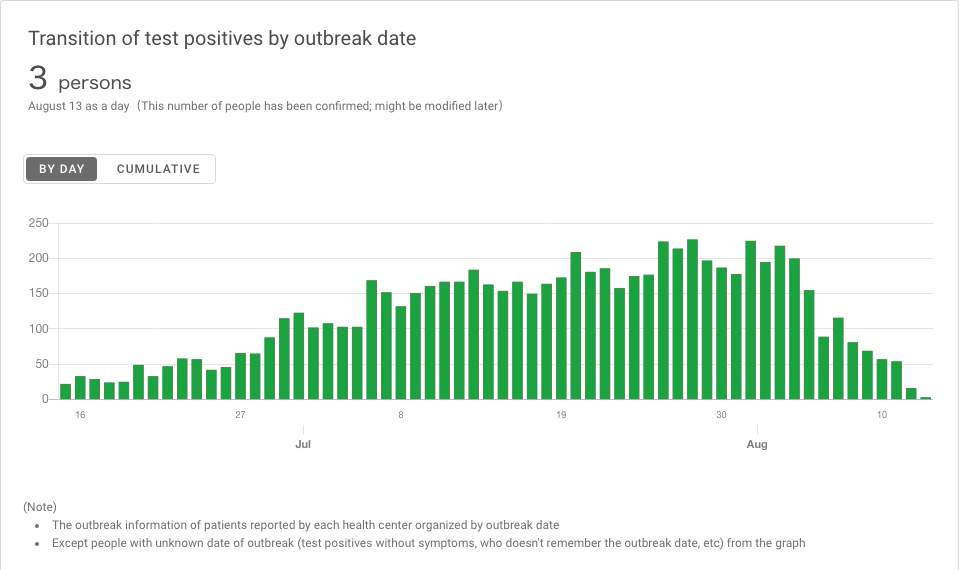 Transition of test positives by outbreak date
3 persons
August 13 as a day（This number of people has been confirmed; might be modified later）
BY DAY CUMULATIVE
250
200
150
100
50
0
16 27 8 19 30 10
Jul Aug
(Note)
• The outbreak information of patients reported by each health center organized by outbreak date
• Except people with unknown date of outbreak (test positives without symptoms, who doesn't remember the outbreak date, etc) from the graph